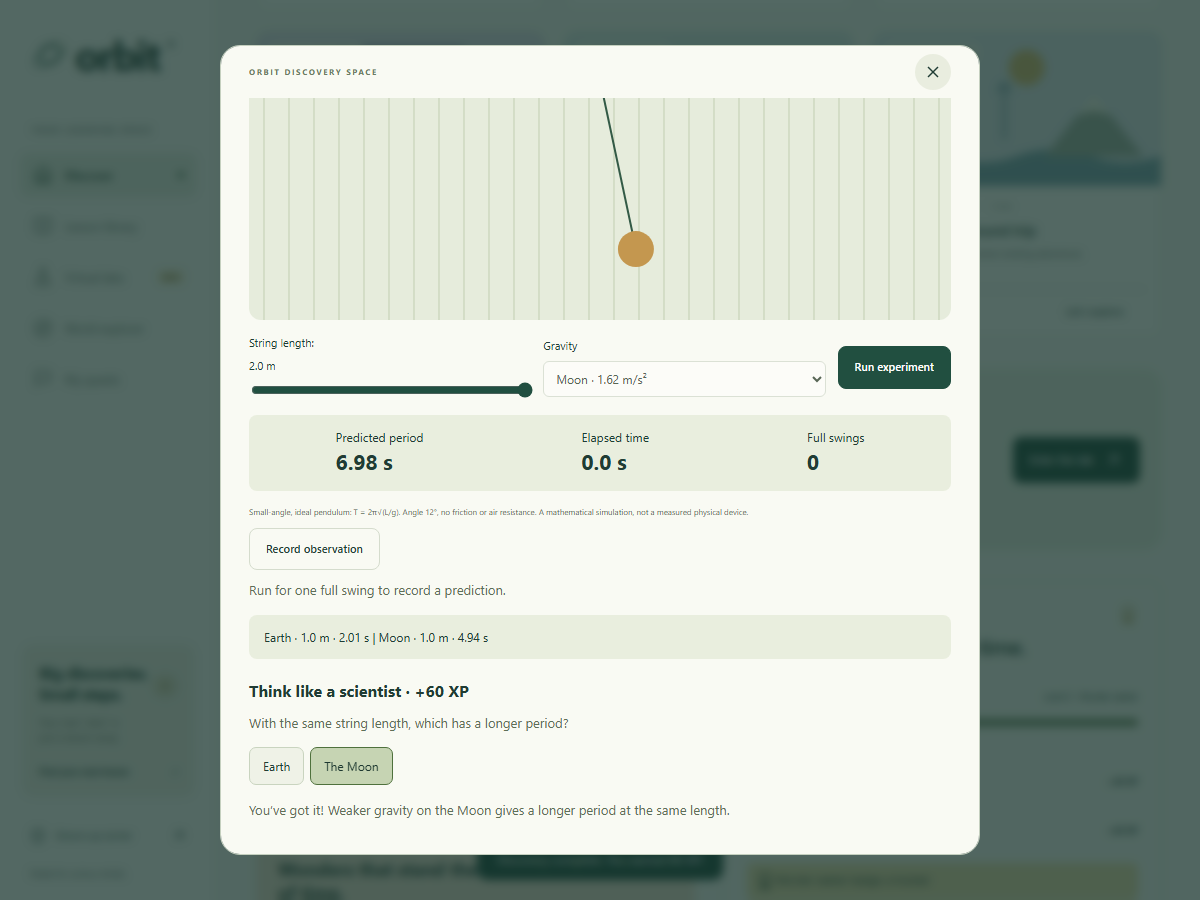 orbit
ORBIT DISCOVERY SPACE
String length:
2.0 m
Gravity
Moon · 1.62 m/s²
Run experiment
Predicted period
6.98 s
Elapsed time
0.0 s
Full swings
0
Small-angle, ideal pendulum: T = 2π√(L/g). Angle 12°, no friction or air resistance. A mathematical simulation, not a measured physical device.
Record observation
Run for one full swing to record a prediction.
Earth · 1.0 m · 2.01 s | Moon · 1.0 m · 4.94 s
Think like a scientist · +60 XP
With the same string length, which has a longer period?
Earth
The Moon
You've got it! Weaker gravity on the Moon gives a longer period at the same length.